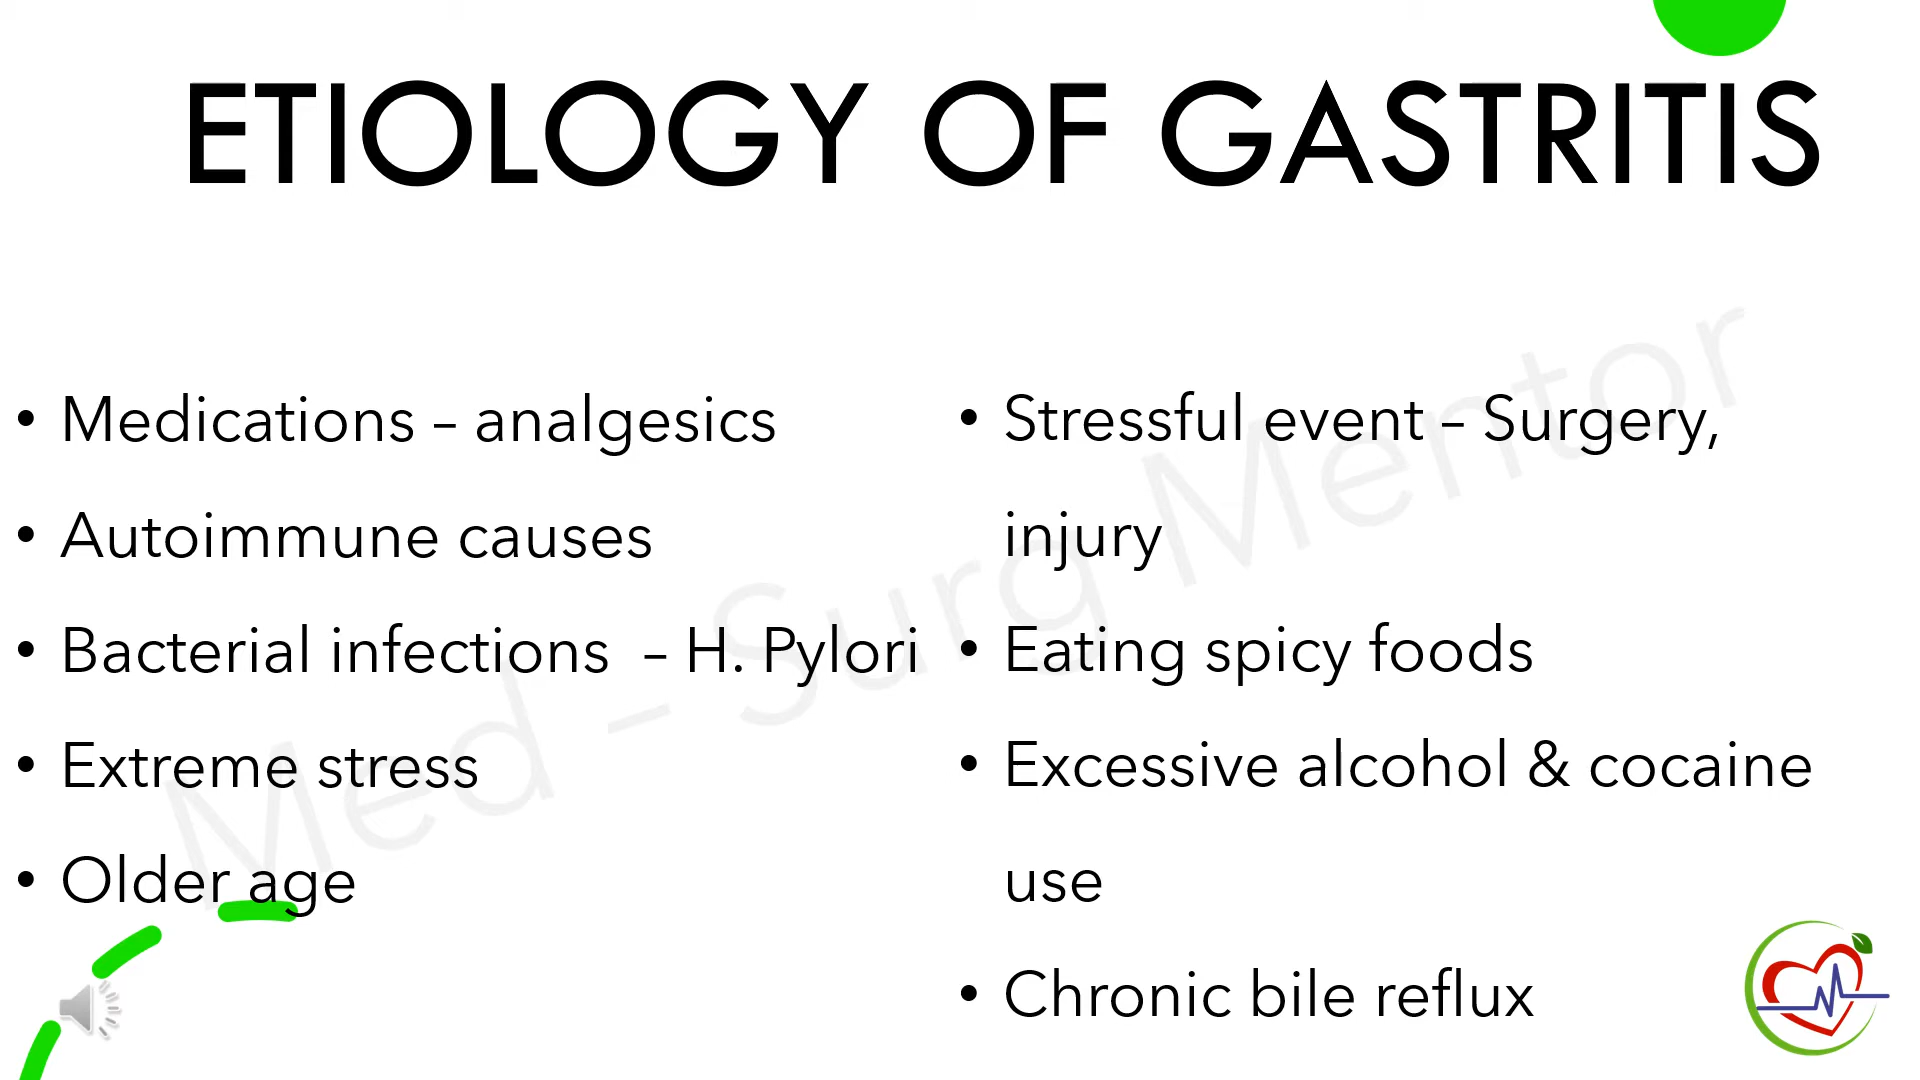 ETIOLOGY OF GASTRITIS
• Medications – analgesics
• Autoimmune causes
• Bacterial infections – H. Pylori
• Extreme stress
• Older age
• Stressful event – Surgery,
injury
• Eating spicy foods
• Excessive alcohol & cocaine
use
• Chronic bile reflux
Med – Surg Mentor